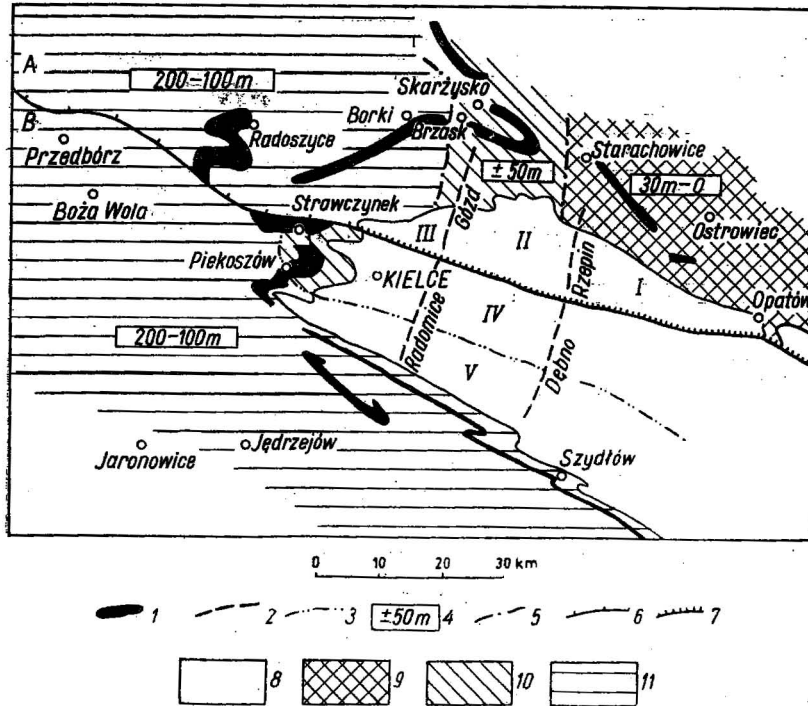 A
200-100m
Skarżysko
B
Borki
Brzask
Radoszyce
Przedbórz
Starachowice
±50m
30m-0
Boża Wola
Strawczynek
Gózd
III
II
Ostrowiec
Rzepin
Piekoszów
KIELCE
I
Opatów
IV
200-100m
Radomice
V
Dębno
Jaronowice
Jędrzejów
Szydłów
0 10 20 30 km
1 2 3 ±50m 4 5 6 7
8 9 10 11